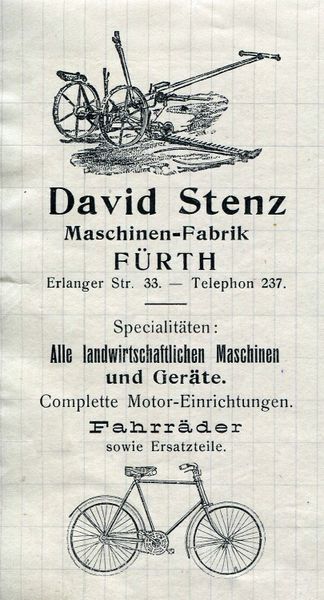 David Stenz
Maschinen-Fabrik
FÜRTH
Erlanger Str. 33. — Telephon 237.
Specialitäten:
Alle landwirtschaftlichen Maschinen
und Geräte.
Complette Motor-Einrichtungen.
Fahrräder
sowie Ersatzteile.